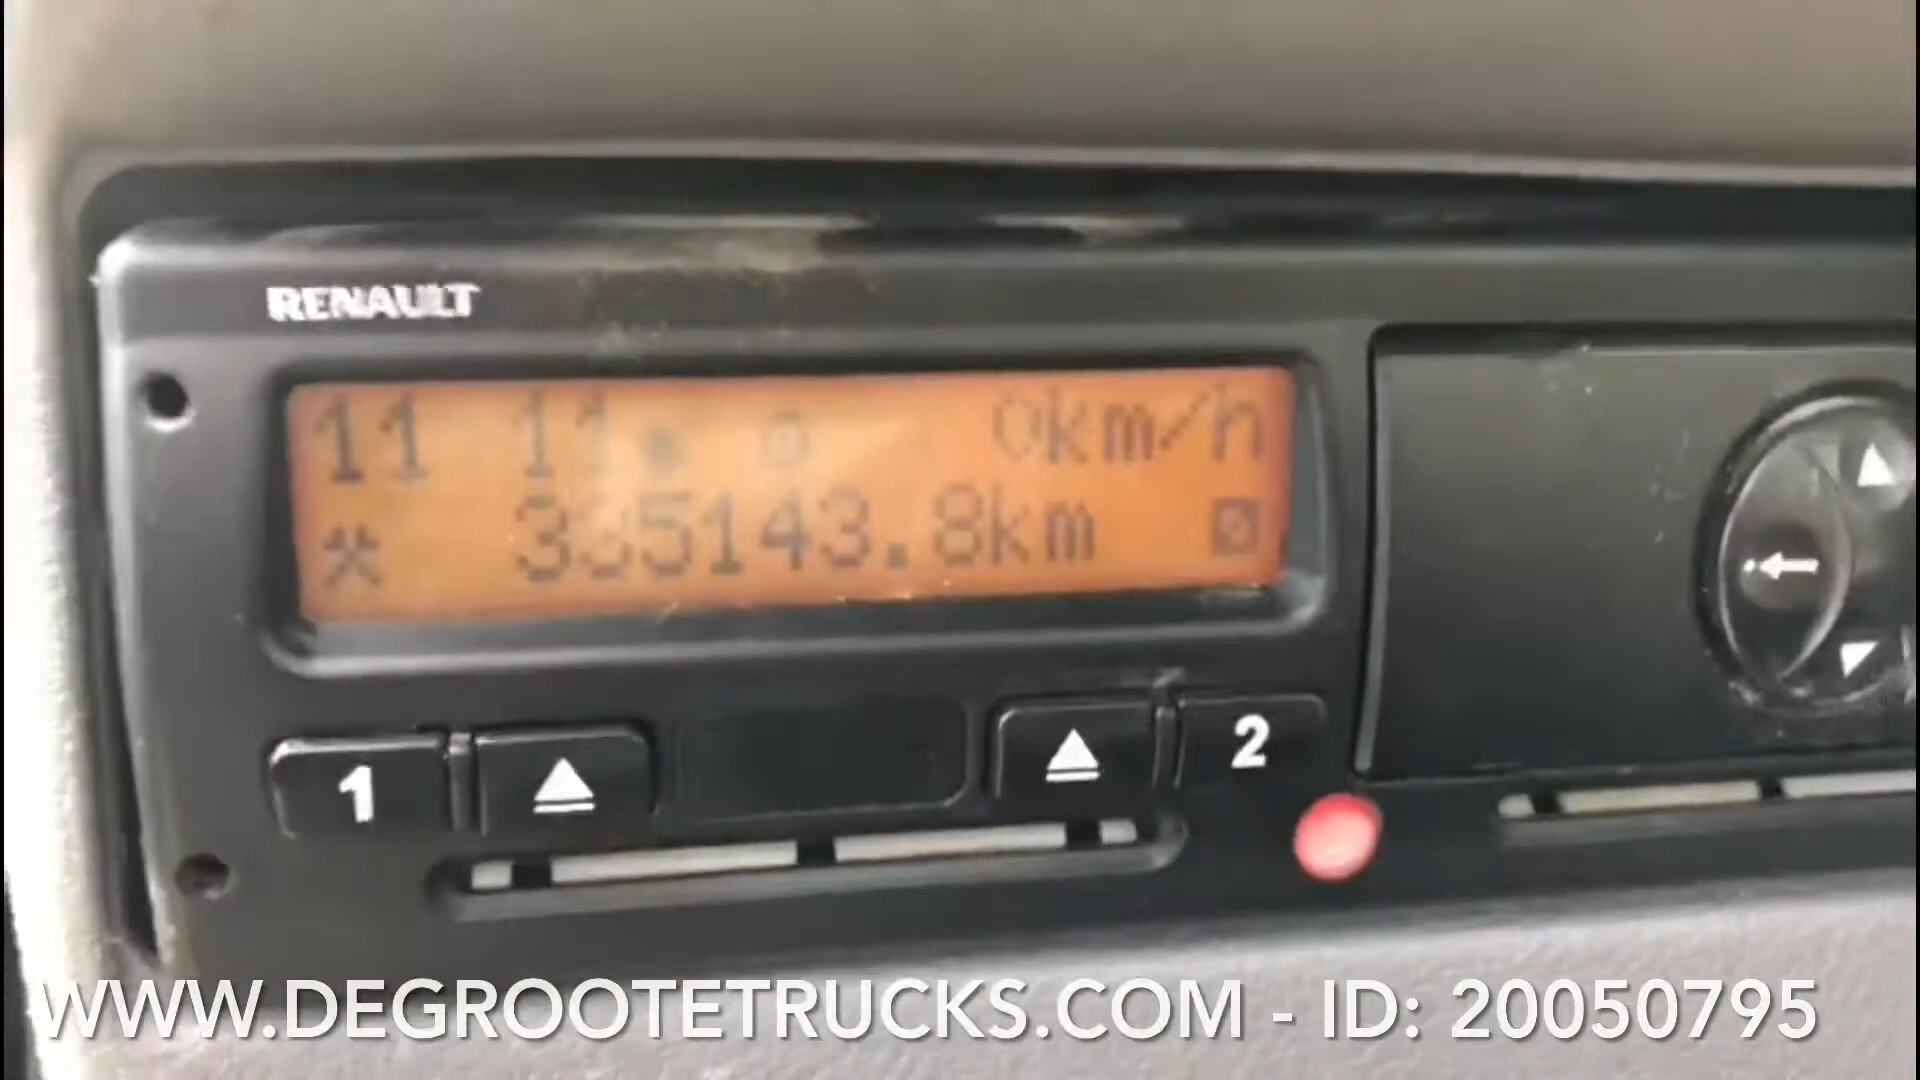 RENAULT
11 11 0km/h
335143.8km
1
2
WWW.DEGROOTETRUCKS.COM - ID: 20050795